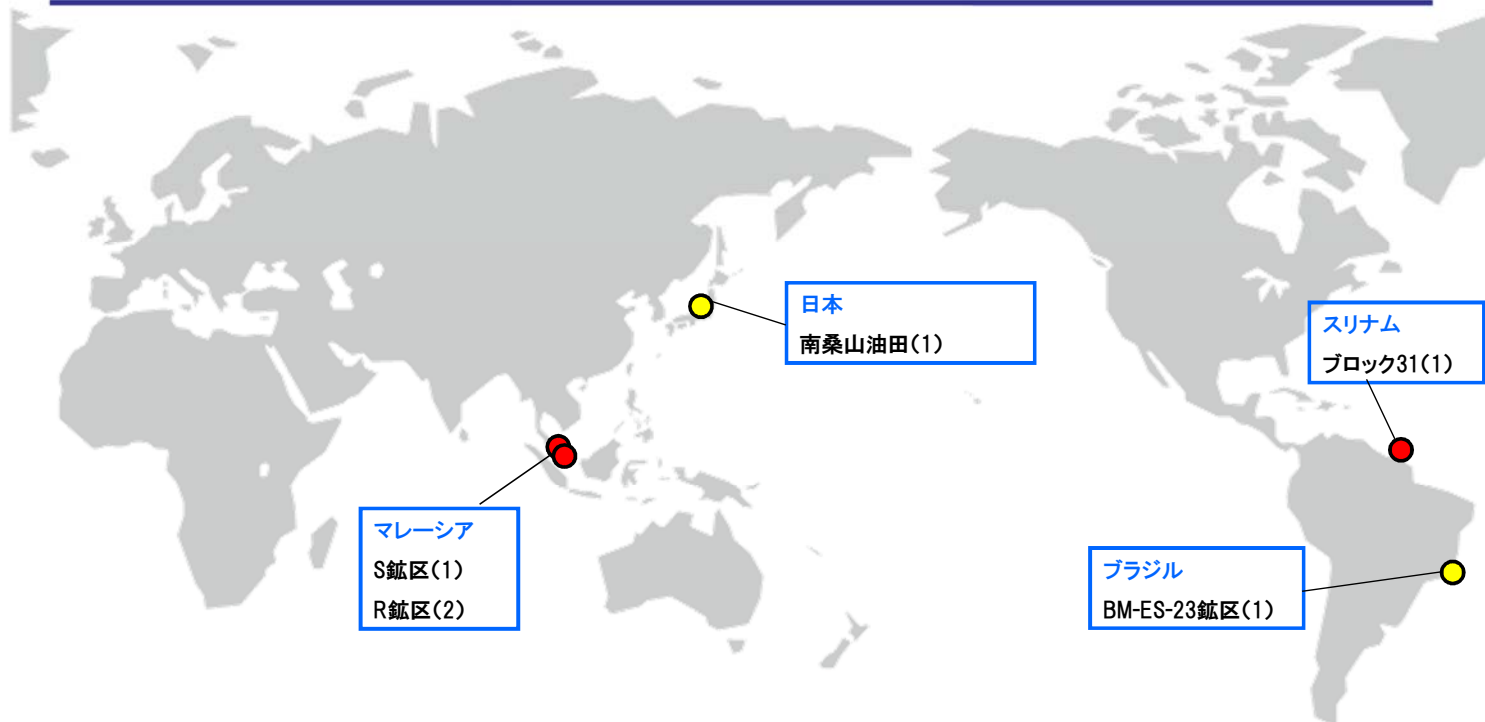 日本
南桑山油田(1)
スリナム
ブロック31(1)
マレーシア
S鉱区(1)
R鉱区(2)
ブラジル
BM-ES-23鉱区(1)